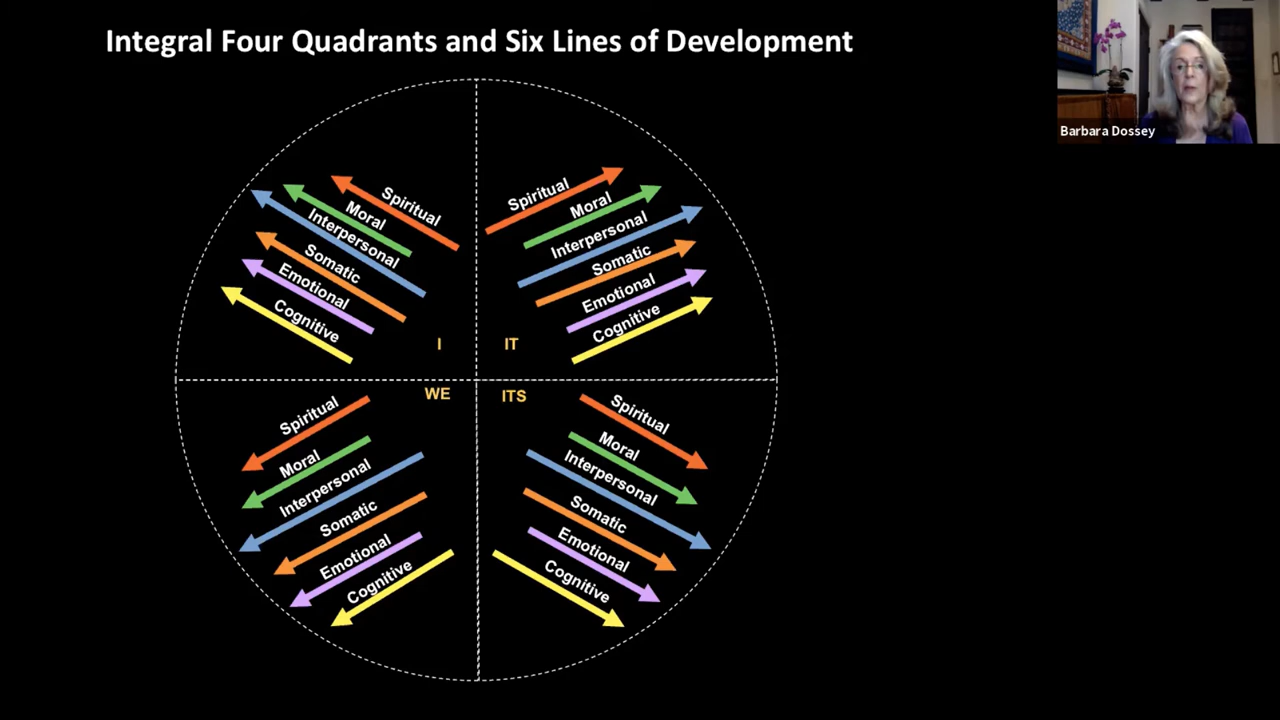 Integral Four Quadrants and Six Lines of Development
Barbara Dossey
Spiritual
Moral
Interpersonal
Somatic
Emotional
Cognitive
I
Spiritual
Moral
Interpersonal
Somatic
Emotional
Cognitive
IT
WE
Spiritual
Moral
Interpersonal
Somatic
Emotional
Cognitive
ITS
Spiritual
Moral
Interpersonal
Somatic
Emotional
Cognitive